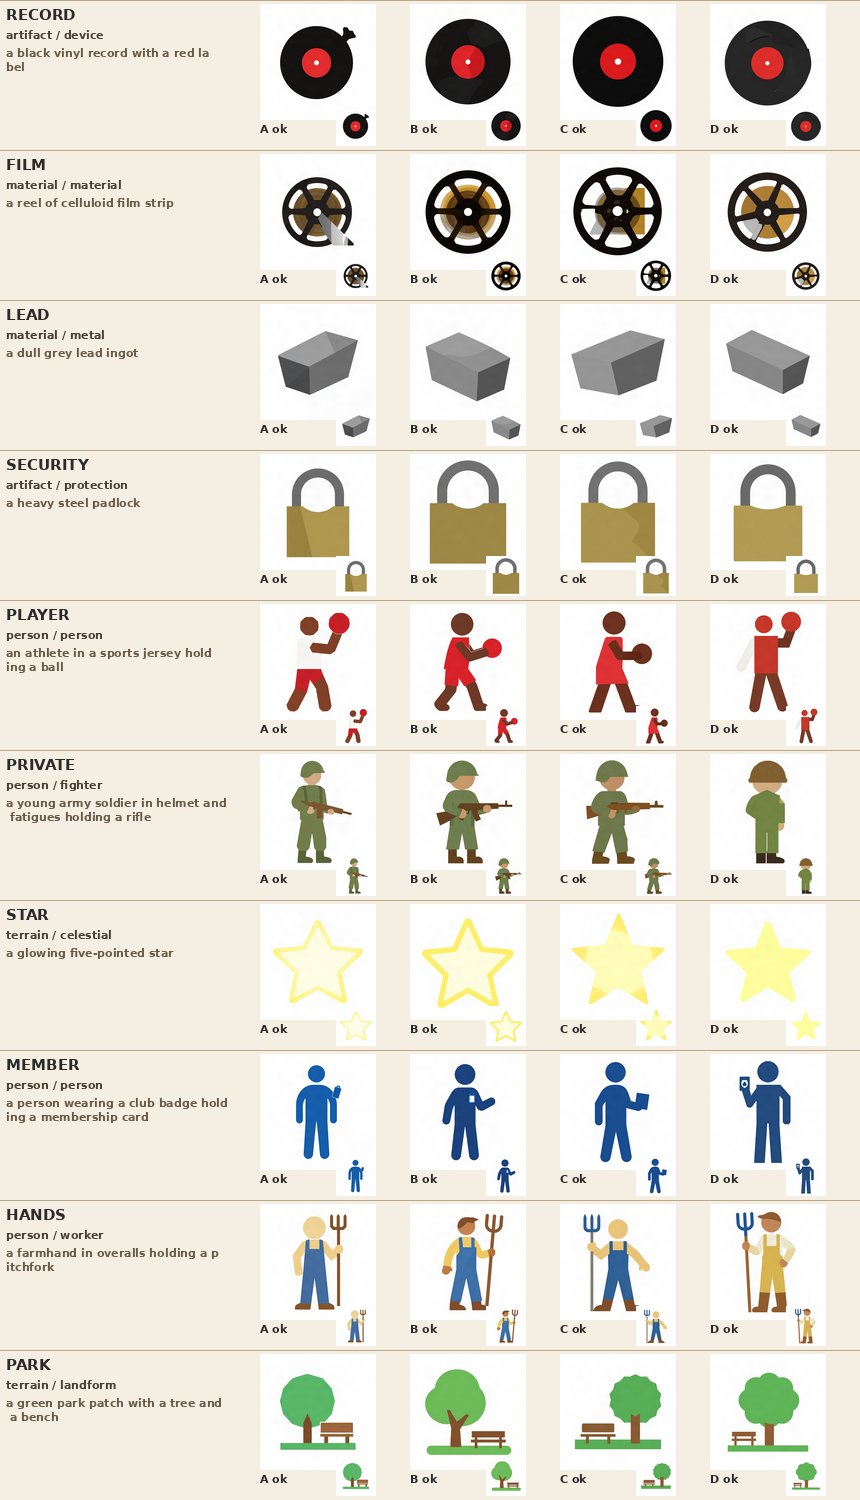 RECORD
artifact / device
a black vinyl record with a red la
bel
A ok
B ok
C ok
D ok
FILM
material / material
a reel of celluloid film strip
A ok
B ok
C ok
D ok
LEAD
material / metal
a dull grey lead ingot
A ok
B ok
C ok
D ok
SECURITY
artifact / protection
a heavy steel padlock
A ok
B ok
C ok
D ok
PLAYER
person / person
an athlete in a sports jersey hold
ing a ball
A ok
B ok
C ok
D ok
PRIVATE
person / fighter
a young army soldier in helmet and
fatigues holding a rifle
A ok
B ok
C ok
D ok
STAR
terrain / celestial
a glowing five-pointed star
A ok
B ok
C ok
D ok
MEMBER
person / person
a person wearing a club badge hold
ing a membership card
A ok
B ok
C ok
D ok
HANDS
person / worker
a farmhand in overalls holding a p
itchfork
A ok
B ok
C ok
D ok
PARK
terrain / landform
a green park patch with a tree and
a bench
A ok
B ok
C ok
D ok